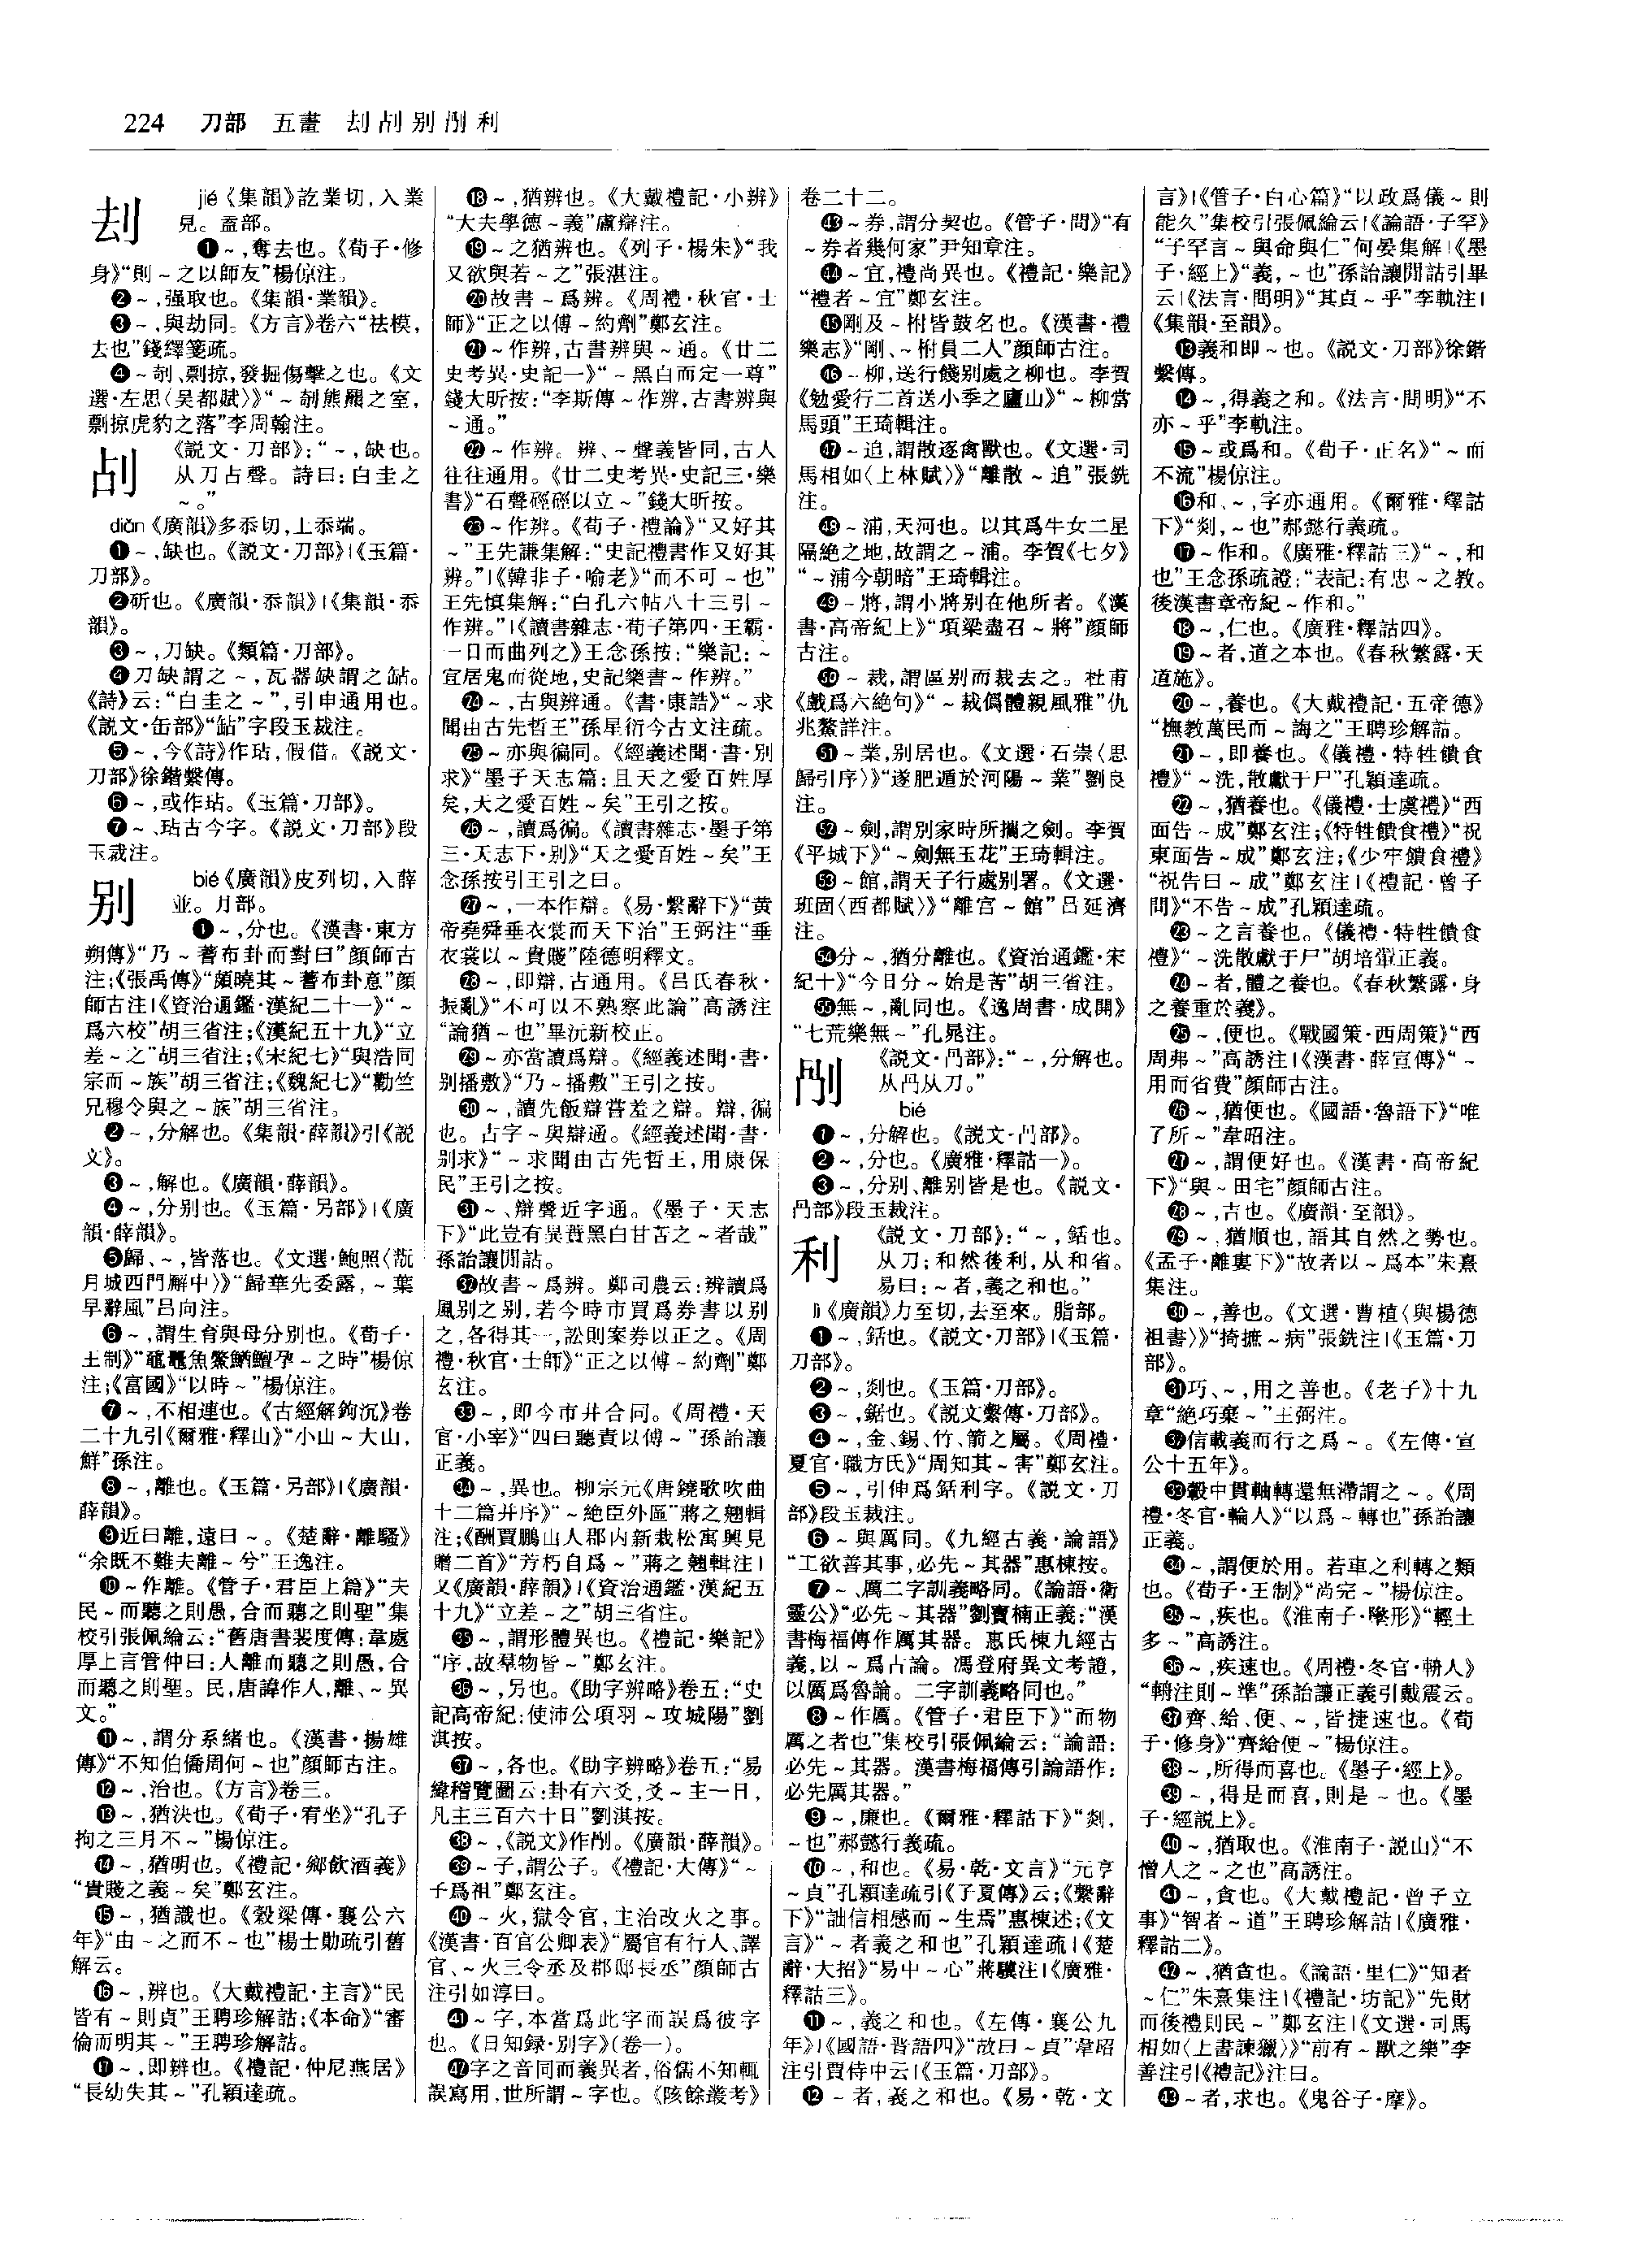 224 刀部 五畫 刦刮别𠛰利
刦
jié《集韻》訖業切,入業
見。盍部。
❶~,奪去也。《荀子·修
身》“則~之以師友”楊倞注。
❷~,强取也。《集韻·業韻》。
❸~,與劫同。《方言》卷六“祛模,
去也”錢繹箋疏。
❹~剞、剽掠,發掘傷擊之也。《文
選·左思〈吴都賦〉》“~剞熊羆之室,
剽掠虎豹之落”李周翰注。
刮
《説文·刀部》:“~,缺也。
从刀占聲。詩曰:白圭之
~。”
diǎn《廣韻》多忝切,上忝端。
❶~,缺也。《説文·刀部》|《玉篇·
刀部》。
❷斫也。《廣韻·忝韻》|《集韻·忝
韻》。
❸~,刀缺。《類篇·刀部》。
❹刀缺謂之~,瓦器缺謂之㓠。
《詩》云:“白圭之~”,引申通用也。
《説文·缶部》“㓠”字段玉裁注。
❺~,今《詩》作玷,假借。《説文·
刀部》徐鍇繫傳。
❻~,或作玷。《玉篇·刀部》。
❼~、玷古今字。《説文·刀部》段
玉裁注。
别
bié《廣韻》皮列切,入薛
並。月部。
❶~,分也。《漢書·東方
朔傳》“乃~蓍布卦而對曰”顔師古
注;《張禹傳》“頗曉其~蓍布卦意”顔
師古注|《資治通鑑·漢紀二十一》“~
爲六校”胡三省注;《漢紀五十九》“立
差~之”胡三省注;《宋紀七》“與浩同
宗而~族”胡三省注;《魏紀七》“勸竺
兄穆令與之~族”胡三省注。
❷~,分解也。《集韻·薛韻》引《説
文》。
❸~,解也。《廣韻·薛韻》。
❹~,分别也。《玉篇·另部》|《廣
韻·薛韻》。
❺歸、~,皆落也。《文選·鮑照〈翫
月城西門廨中〉》“歸華先委露,~葉
早辭風”吕向注。
❻~,謂生育與母分别也。《荀子·
王制》“黿鼉魚鱉鰌鱣孕~之時”楊倞
注;《富國》“以時~”楊倞注。
❼~,不相連也。《古經解鉤沉》卷
二十九引《爾雅·釋山》“小山~大山,
鮮”孫注。
❽~,離也。《玉篇·另部》|《廣韻·
薛韻》。
❾近曰離,遠曰~。《楚辭·離騷》
“余既不難夫離~兮”王逸注。
❿~作離。《管子·君臣上篇》“夫
民~而聽之則愚,合而聽之則聖”集
校引張佩綸云:“舊唐書裴度傳:韋處
厚上言管仲曰:人離而聽之則愚,合
而聽之則聖。民,唐諱作人,離、~異
文。”
⓫~,謂分系緒也。《漢書·揚雄
傳》“不知伯僑周何~也”顔師古注。
⓬~,治也。《方言》卷三。
⓭~,猶決也。《荀子·宥坐》“孔子
拘之三月不~”楊倞注。
⓮~,猶明也。《禮記·鄉飲酒義》
“貴賤之義~矣”鄭玄注。
⓯~,猶識也。《穀梁傳·襄公六
年》“由~之而不~也”楊士勛疏引舊
解云。
⓰~,辨也。《大戴禮記·主言》“民
皆有~則貞”王聘珍解詁;《本命》“審
倫而明其~”王聘珍解詁。
⓱~,即辨也。《禮記·仲尼燕居》
“長幼失其~”孔穎達疏。
⓲~,猶辨也。《大戴禮記·小辨》
“大夫學德~義”盧辯注。
⓳~之猶辨也。《列子·楊朱》“我
又欲與若~之”張湛注。
⓴故書~爲辨。《周禮·秋官·士
師》“正之以傅~約劑”鄭玄注。
㉑~作辨,古書辨與~通。《廿二
史考異·史記一》“~黑白而定一尊”
錢大昕按:“李斯傳~作辨,古書辨與
~通。”
㉒~作辨。辨、~聲義皆同,古人
往往通用。《廿二史考異·史記三·樂
書》“石聲硜硜以立~”錢大昕按。
㉓~作辨。《荀子·禮論》“又好其
~”王先謙集解:“史記禮書作又好其
辨。”|《韓非子·喻老》“而不可~也”
王先慎集解:“白孔六帖八十三引~
作辨。”|《讀書雜志·荀子第四·王霸·
一日而曲列之》王念孫按:“樂記:~
宜居鬼而從地,史記樂書~作辨。”
㉔~,古與辨通。《書·康誥》“~求
聞由古先哲王”孫星衍今古文注疏。
㉕~亦與徧同。《經義述聞·書·别
求》“墨子天志篇:且天之愛百姓厚
矣,天之愛百姓~矣”王引之按。
㉖~,讀爲徧。《讀書雜志·墨子第
三·天志下·别》“天之愛百姓~矣”王
念孫按引王引之曰。
㉗~,一本作辯。《易·繫辭下》“黄
帝堯舜垂衣裳而天下治”王弼注“垂
衣裳以~貴賤”陸德明釋文。
㉘~,即辯,古通用。《吕氏春秋·
振亂》“不可以不熟察此論”高誘注
“論猶~也”畢沅新校正。
㉙~亦當讀爲辯。《經義述聞·書·
别播敷》“乃~播敷”王引之按。
㉚~,讀先飯辯嘗羞之辯。辯,徧
也。古字~與辯通。《經義述聞·書·
别求》“~求聞由古先哲王,用康保
民”王引之按。
㉛~、辯聲近字通。《墨子·天志
下》“此豈有異蕡黑白甘苦之~者哉”
孫詒讓閒詁。
㉜故書~爲辨。鄭司農云:辨讀爲
風别之别,若今時市買爲券書以别
之,各得其一,訟則案券以正之。《周
禮·秋官·士師》“正之以傅~約劑”鄭
玄注。
㉝~,即今市井合同。《周禮·天
官·小宰》“四曰聽責以傅~”孫詒讓
正義。
㉞~,異也。柳宗元《唐鐃歌吹曲
十二篇并序》“~絶臣外區”蔣之翹輯
注;《酬賈鵬山人郡内新栽松寓興見
贈二首》“芳朽自爲~”蔣之翹輯注|
又《廣韻·薛韻》|《資治通鑑·漢紀五
十九》“立差~之”胡三省注。
㉟~,謂形體異也。《禮記·樂記》
“序,故羣物皆~”鄭玄注。
㊱~,另也。《助字辨略》卷五:“史
記高帝紀:使沛公項羽~攻城陽”劉
淇按。
㊲~,各也。《助字辨略》卷五:“易
緯稽覽圖云:卦有六爻,爻~主一日,
凡主三百六十日”劉淇按。
㊳~,《説文》作𠛰。《廣韻·薛韻》。
㊴~子,謂公子。《禮記·大傳》“~
子爲祖”鄭玄注。
㊵~火,獄令官,主治改火之事。
《漢書·百官公卿表》“屬官有行人、譯
官、~火三令丞及郡邸長丞”顔師古
注引如淳曰。
㊶~字,本當爲此字而誤爲彼字
也。《日知録·别字》(卷一)。
㊷字之音同而義異者,俗儒不知輒
誤寫用,世所謂~字也。《陔餘叢考》
卷二十二。
㊸~券,謂分契也。《管子·問》“有
~券者幾何家”尹知章注。
㊹~宜,禮尚異也。《禮記·樂記》
“禮者~宜”鄭玄注。
㊺剛及~柎皆鼓名也。《漢書·禮
樂志》“剛、~柎員二人”顔師古注。
㊻~柳,送行餞别處之柳也。李賀
《勉愛行二首送小季之廬山》“~柳當
馬頭”王琦輯注。
㊼~追,謂散逐禽獸也。《文選·司
馬相如〈上林賦〉》“離散~追”張銑
注。
㊽~浦,天河也。以其爲牛女二星
隔絶之地,故謂之~浦。李賀《七夕》
“~浦今朝暗”王琦輯注。
㊾~將,謂小將别在他所者。《漢
書·高帝紀上》“項梁盡召~將”顔師
古注。
㊿~裁,謂區别而裁去之。杜甫
《戲爲六絶句》“~裁僞體親風雅”仇
兆鰲詳注。
51~業,别居也。《文選·石崇〈思
歸引序〉》“遂肥遁於河陽~業”劉良
注。
52~劍,謂别家時所攜之劍。李賀
《平城下》“~劍無玉花”王琦輯注。
53~館,謂天子行處别署。《文選·
班固〈西都賦〉》“離宫~館”吕延濟
注。
54分~,猶分離也。《資治通鑑·宋
紀十》“今日分~始是苦”胡三省注。
55無~,亂同也。《逸周書·成開》
“七荒樂無~”孔晁注。
𠛰
《説文·冎部》:“~,分解也。
从冎从刀。”
bié
❶~,分解也。《説文·冎部》。
❷~,分也。《廣雅·釋詁一》。
❸~,分别、離别皆是也。《説文·
冎部》段玉裁注。
利
《説文·刀部》:“~,銛也。
从刀;和然後利,从和省。
易曰:~者,義之和也。”
lì《廣韻》力至切,去至來。脂部。
❶~,銛也。《説文·刀部》|《玉篇·
刀部》。
❷~,剡也。《玉篇·刀部》。
❸~,鋸也。《説文繫傳·刀部》。
❹~,金、錫、竹、箭之屬。《周禮·
夏官·職方氏》“周知其~害”鄭玄注。
❺~,引伸爲銛利字。《説文·刀
部》段玉裁注。
❻~與厲同。《九經古義·論語》
“工欲善其事,必先~其器”惠棟按。
❼~、厲二字訓義略同。《論語·衛
靈公》“必先~其器”劉寶楠正義:“漢
書梅福傳作厲其器。惠氏棟九經古
義,以~爲古論。馮登府異文考證,
以厲爲魯論。二字訓義略同也。”
❽~作厲。《管子·君臣下》“而物
厲之者也”集校引張佩綸云:“論語:
必先~其器。漢書梅福傳引論語作:
必先厲其器。”
❾~,廉也。《爾雅·釋詁下》“剡,
~也”郝懿行義疏。
❿~,和也。《易·乾·文言》“元亨
~貞”孔穎達疏引《子夏傳》云;《繫辭
下》“詘信相感而~生焉”惠棟述;《文
言》“~者義之和也”孔穎達疏|《楚
辭·大招》“易中~心”蔣驥注|《廣雅·
釋詁三》。
⓫~,義之和也。《左傳·襄公九
年》|《國語·晋語四》“故曰~貞”韋昭
注引賈侍中云|《玉篇·刀部》。
⓬~者,義之和也。《易·乾·文
言》|《管子·白心篇》“以政爲儀~則
能久”集校引張佩綸云|《論語·子罕》
“子罕言~與命與仁”何晏集解|《墨
子·經上》“義,~也”孫詒讓閒詁引畢
云|《法言·問明》“其貞~乎”李軌注|
《集韻·至韻》。
⓭義和即~也。《説文·刀部》徐鍇
繫傳。
⓮~,得義之和。《法言·問明》“不
亦~乎”李軌注。
⓯~或爲和。《荀子·正名》“~而
不流”楊倞注。
⓰和、~,字亦通用。《爾雅·釋詁
下》“剡,~也”郝懿行義疏。
⓱~作和。《廣雅·釋詁三》“~,和
也”王念孫疏證:“表記:有忠~之教。
後漢書章帝紀~作和。”
⓲~,仁也。《廣雅·釋詁四》。
⓳~者,道之本也。《春秋繁露·天
道施》。
⓴~,養也。《大戴禮記·五帝德》
“撫教萬民而~誨之”王聘珍解詁。
㉑~,即養也。《儀禮·特牲饋食
禮》“~洗,散獻于尸”孔穎達疏。
㉒~,猶養也。《儀禮·士虞禮》“西
面告~成”鄭玄注;《特牲饋食禮》“祝
東面告~成”鄭玄注;《少牢饋食禮》
“祝告曰~成”鄭玄注|《禮記·曾子
問》“不告~成”孔穎達疏。
㉓~之言養也。《儀禮·特牲饋食
禮》“~洗散獻于尸”胡培翬正義。
㉔~者,體之養也。《春秋繁露·身
之養重於義》。
㉕~,便也。《戰國策·西周策》“西
周弗~”高誘注|《漢書·薛宣傳》“~
用而省費”顔師古注。
㉖~,猶便也。《國語·魯語下》“唯
了所~”韋昭注。
㉗~,謂便好也。《漢書·高帝紀
下》“與~田宅”顔師古注。
㉘~,吉也。《廣韻·至韻》。
㉙~,猶順也,語其自然之勢也。
《孟子·離婁下》“故者以~爲本”朱熹
集注。
㉚~,善也。《文選·曹植〈與楊德
祖書〉》“掎摭~病”張銑注|《玉篇·刀
部》。
㉛巧、~,用之善也。《老子》十九
章“絶巧棄~”王弼注。
㉜信載義而行之爲~。《左傳·宣
公十五年》。
㉝轂中貫軸轉還無滯謂之~。《周
禮·冬官·輪人》“以爲~轉也”孫詒讓
正義。
㉞~,謂便於用。若車之利轉之類
也。《荀子·王制》“尚完~”楊倞注。
㉟~,疾也。《淮南子·墜形》“輕土
多~”高誘注。
㊱~,疾速也。《周禮·冬官·輈人》
“輈注則~準”孫詒讓正義引戴震云。
㊲齊、給、便、~,皆捷速也。《荀
子·修身》“齊給便~”楊倞注。
㊳~,所得而喜也。《墨子·經上》。
㊴~,得是而喜,則是~也。《墨
子·經説上》。
㊵~,猶取也。《淮南子·説山》“不
憎人之~之也”高誘注。
㊶~,貪也。《大戴禮記·曾子立
事》“智者~道”王聘珍解詁|《廣雅·
釋詁二》。
㊷~,猶貪也。《論語·里仁》“知者
~仁”朱熹集注|《禮記·坊記》“先財
而後禮則民~”鄭玄注|《文選·司馬
相如〈上書諫獵〉》“前有~獸之樂”李
善注引《禮記》注曰。
㊸~者,求也。《鬼谷子·摩》。